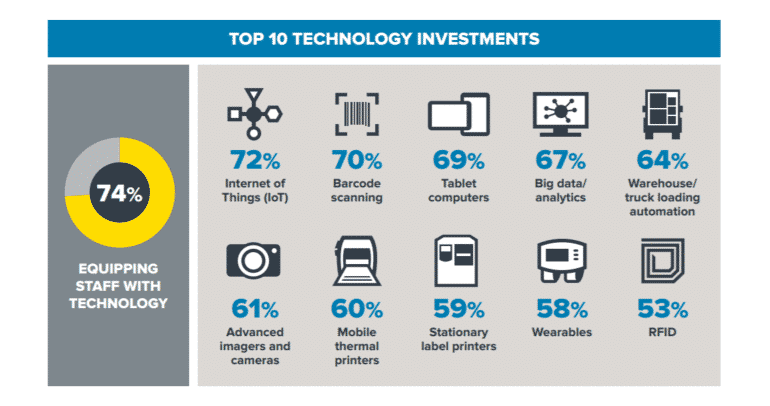 TOP 10 TECHNOLOGY INVESTMENTS
74%
EQUIPPING
STAFF WITH
TECHNOLOGY
72%
Internet of
Things (IoT)
70%
Barcode
scanning
69%
Tablet
computers
67%
Big data/
analytics
64%
Warehouse/
truck loading
automation
61%
Advanced
imagers and
cameras
60%
Mobile
thermal
printers
59%
Stationary
label printers
58%
Wearables
53%
RFID